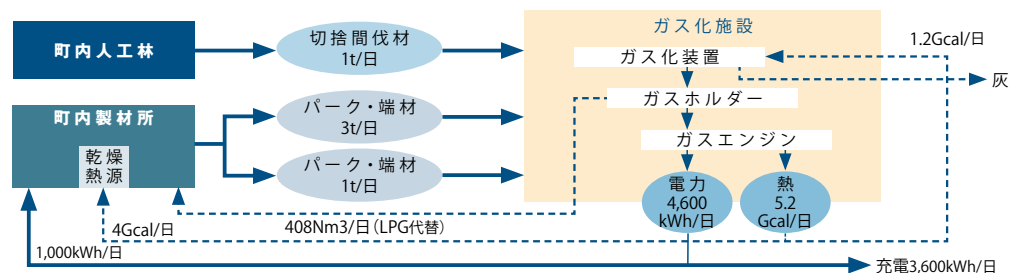 ガス化施設
町内人工林
切捨間伐材
1t/日
ガス化装置
1.2Gcal/日
灰
ガスホルダー
町内製材所
パーク・端材
3t/日
ガスエンジン
乾燥
熱源
パーク・端材
1t/日
電力
4,600
kWh/日
熱
5.2
Gcal/日
4Gcal/日
408Nm3/日（LPG代替）
1,000kWh/日
充電3,600kWh/日